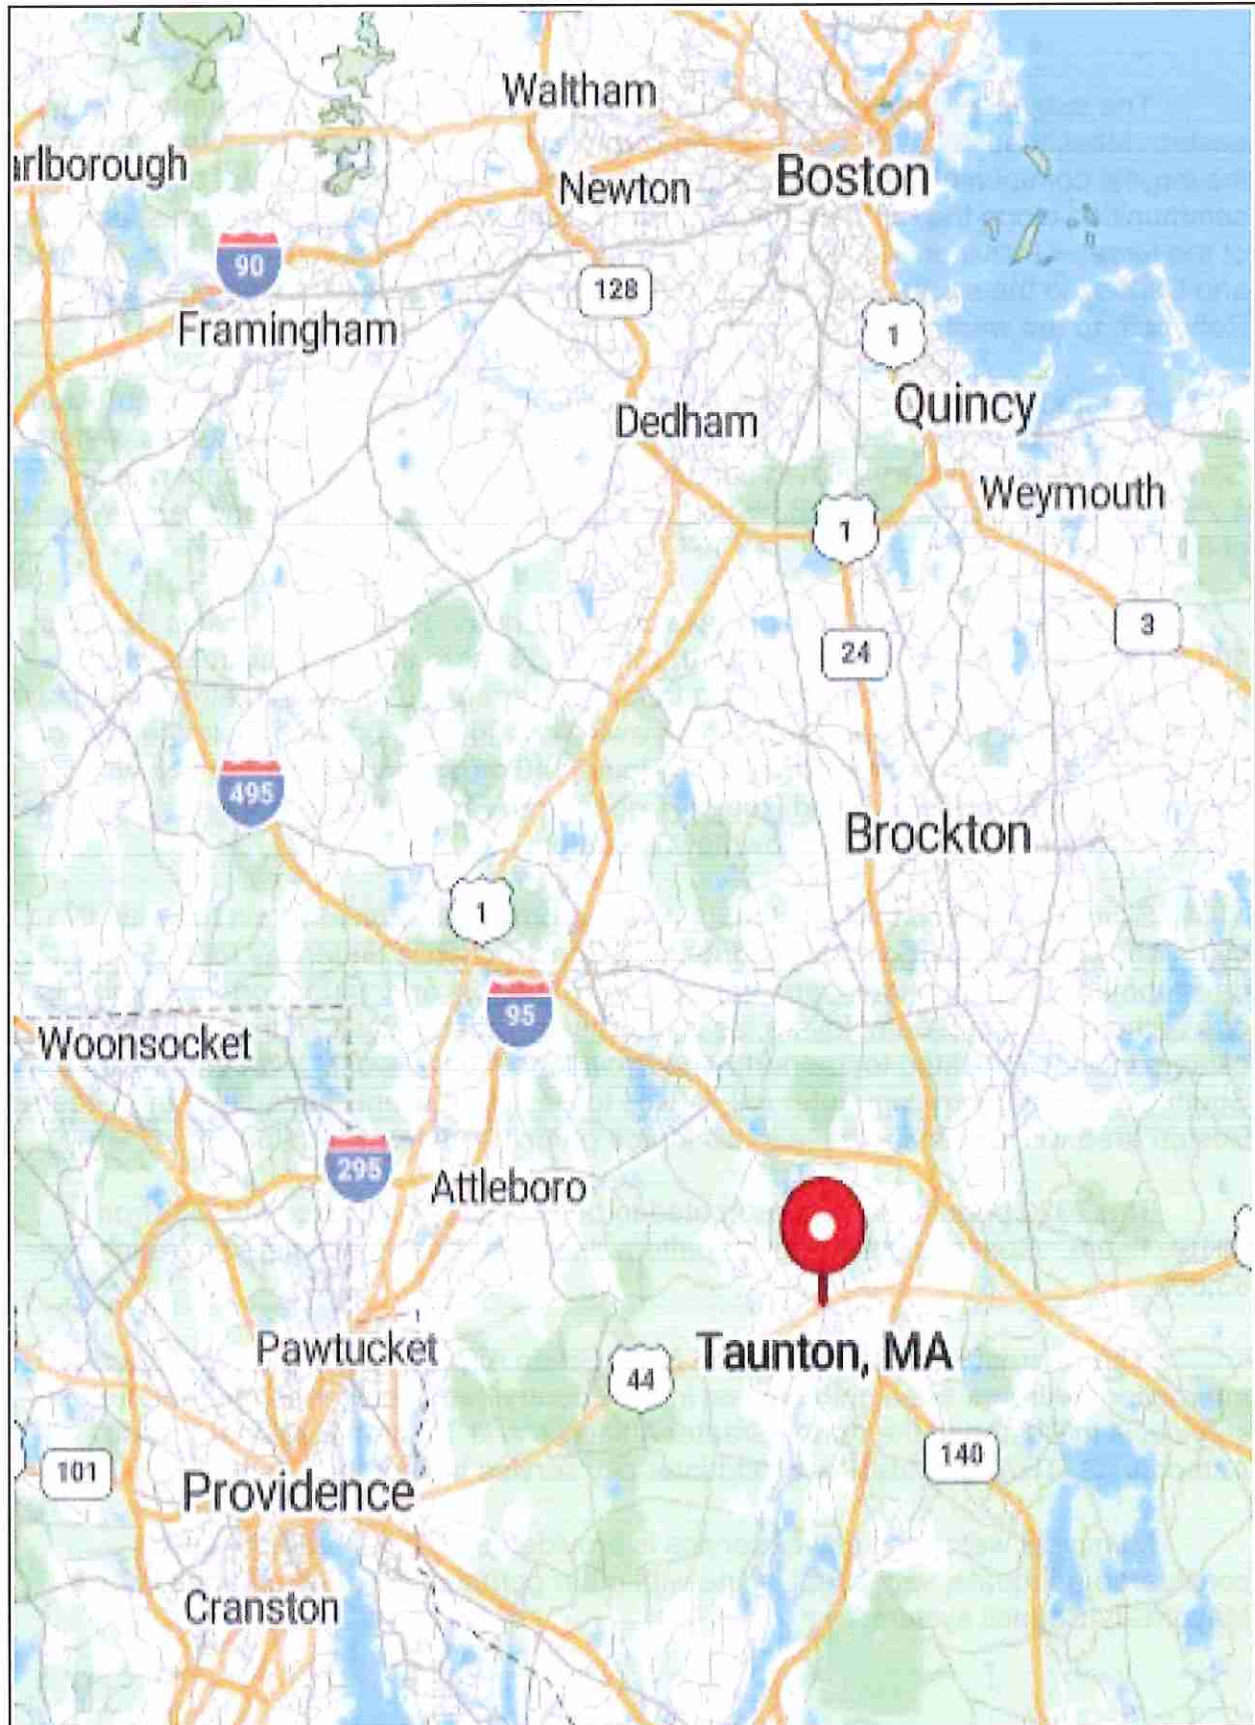 Waltham
arlborough
Newton
Boston
90
128
Framingham
1
Quincy
Dedham
Weymouth
1
3
24
495
Brockton
1
95
Woonsocket
295
Attleboro
Pawtucket
Taunton, MA
44
140
101
Providence
Cranston